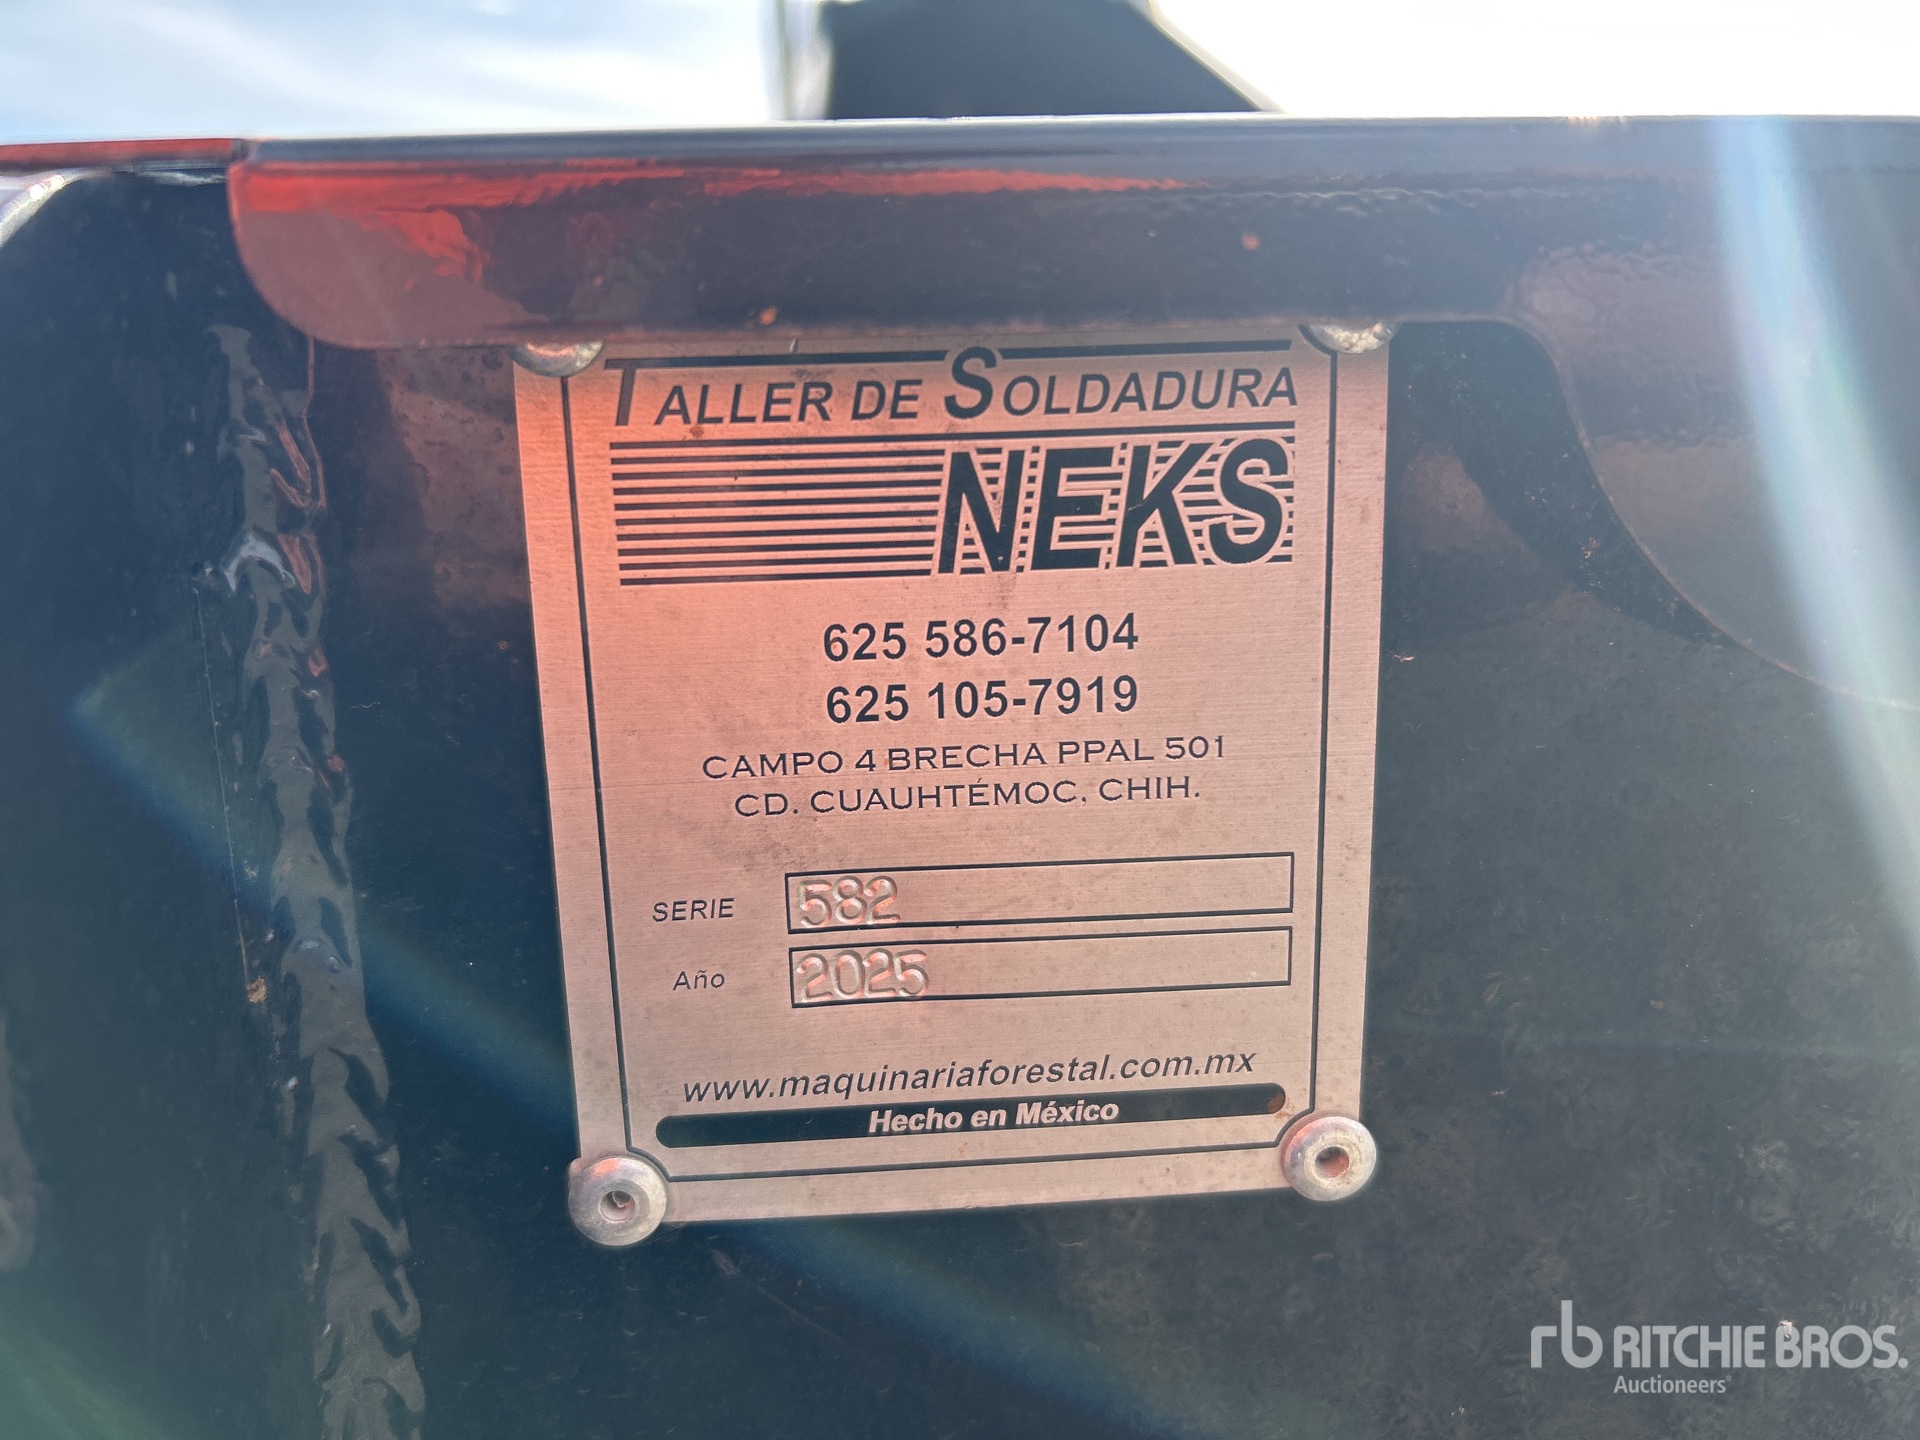 TALLER DE SOLDADURA
NEKS
625 586-7104
625 105-7919
CAMPO 4 BRECHA PPAL 501
CD. CUAUHTÉMOC, CHIH.
SERIE 582
Año 2025
www.maquinariaforestal.com.mx
Hecho en México
rb RITCHIE BROS.
Auctioneers